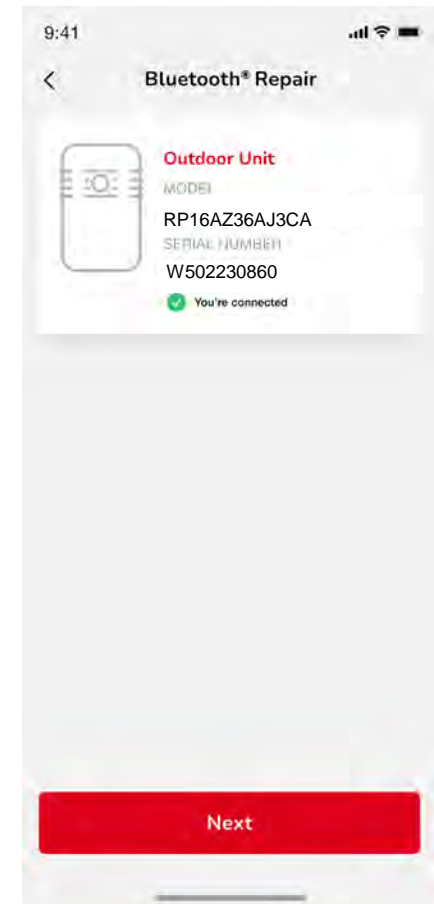 9:41
Bluetooth® Repair
Outdoor Unit
MODEL
RP16AZ36AJ3CA
SERIAL NUMBER
W502230860
You're connected
Next